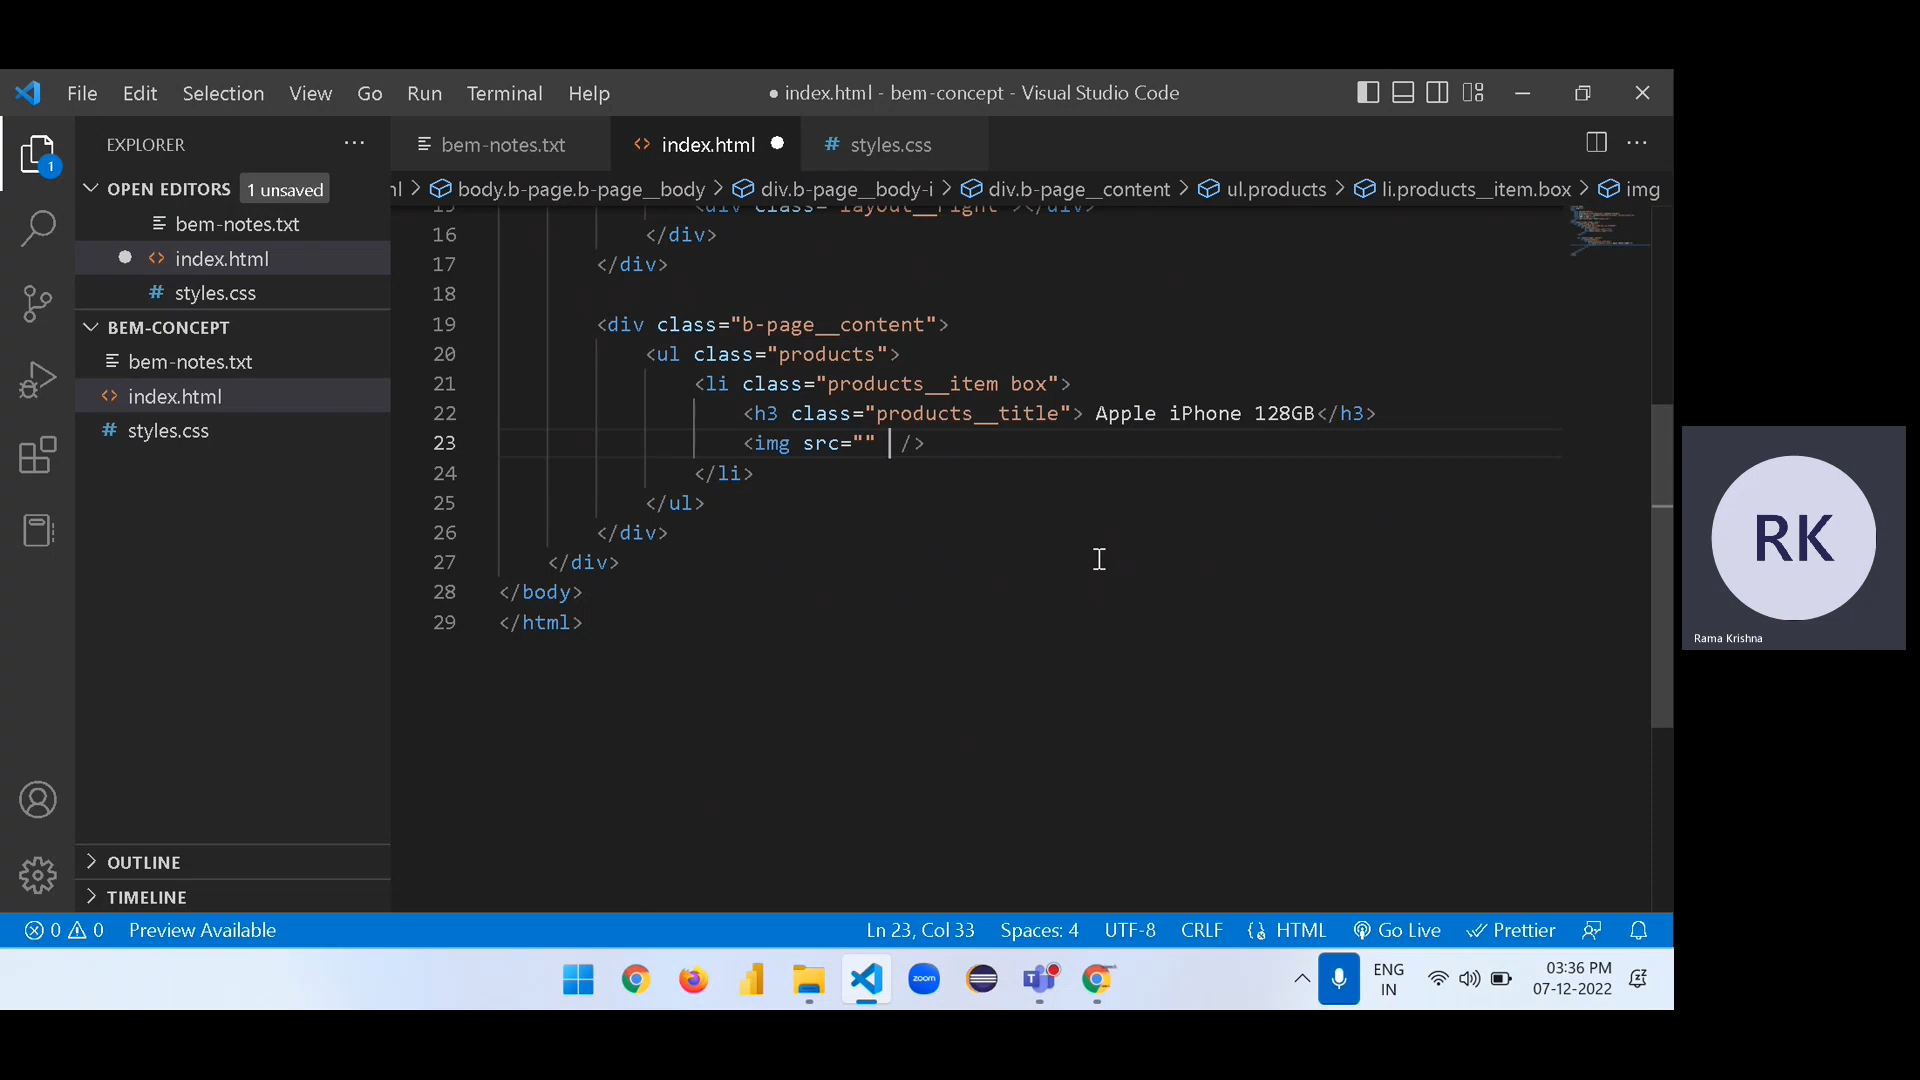 File Edit Selection View Go Run Terminal Help
● index.html - bem-concept - Visual Studio Code
EXPLORER
bem-notes.txt
index.html
styles.css
OPEN EDITORS 1 unsaved
bem-notes.txt
index.html
styles.css
BEM-CONCEPT
bem-notes.txt
index.html
styles.css
OUTLINE
TIMELINE
body.b-page.b-page__body > div.b-page__body-i > div.b-page__content > ul.products > li.products__item.box > img
15 <div class="layout__right"></div>
16 </div>
17 </div>
18
19 <div class="b-page__content">
20 <ul class="products">
21 <li class="products__item box">
22 <h3 class="products__title"> Apple iPhone 128GB</h3>
23 <img src="" />
24 </li>
25 </ul>
26 </div>
27 </div>
28 </body>
29 </html>
RK
Rama Krishna
0 0 Preview Available
Ln 23, Col 33 Spaces: 4 UTF-8 CRLF HTML Go Live Prettier
zoom
ENG
IN
03:36 PM
07-12-2022